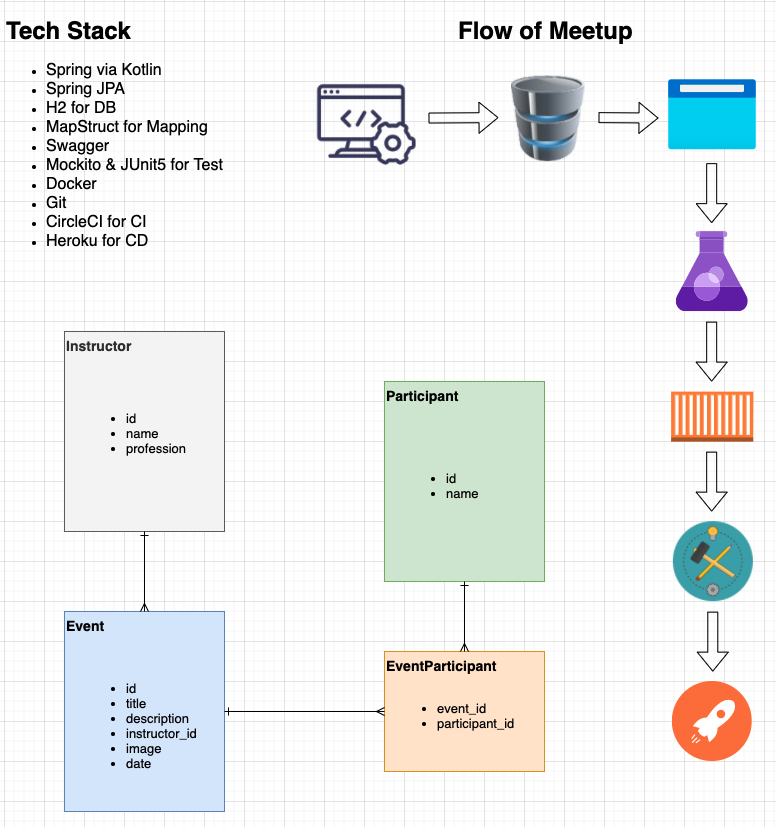 Tech Stack
Spring via Kotlin
Spring JPA
H2 for DB
MapStruct for Mapping
Swagger
Mockito & JUnit5 for Test
Docker
Git
CircleCI for CI
Heroku for CD
Flow of Meetup
</>
Instructor
id
name
profession
Participant
id
name
Event
id
title
description
instructor_id
image
date
EventParticipant
event_id
participant_id